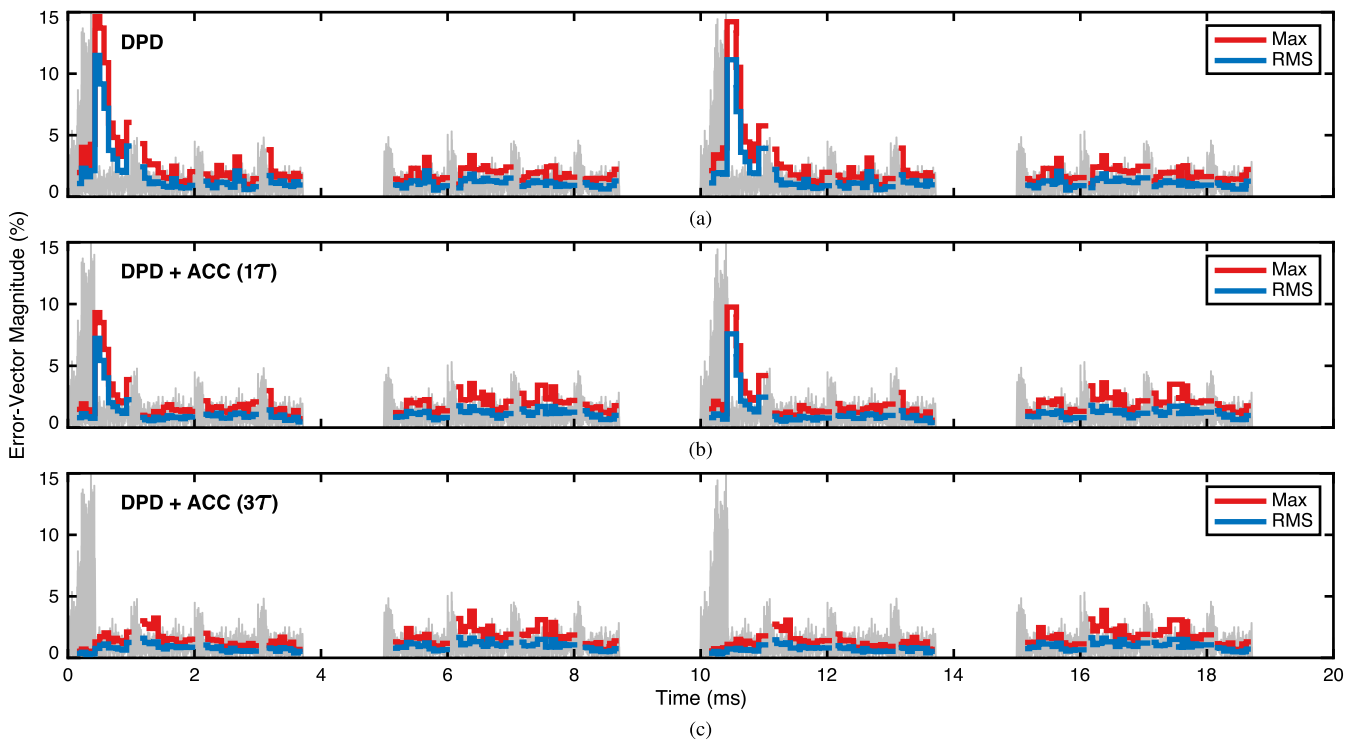 15
10
5
0
DPD
Max
RMS
(a)
Error-Vector Magnitude (%)
15
10
5
0
DPD + ACC (1τ)
Max
RMS
(b)
15
10
5
0
DPD + ACC (3τ)
Max
RMS
0 2 4 6 8 10 12 14 16 18 20
Time (ms)
(c)